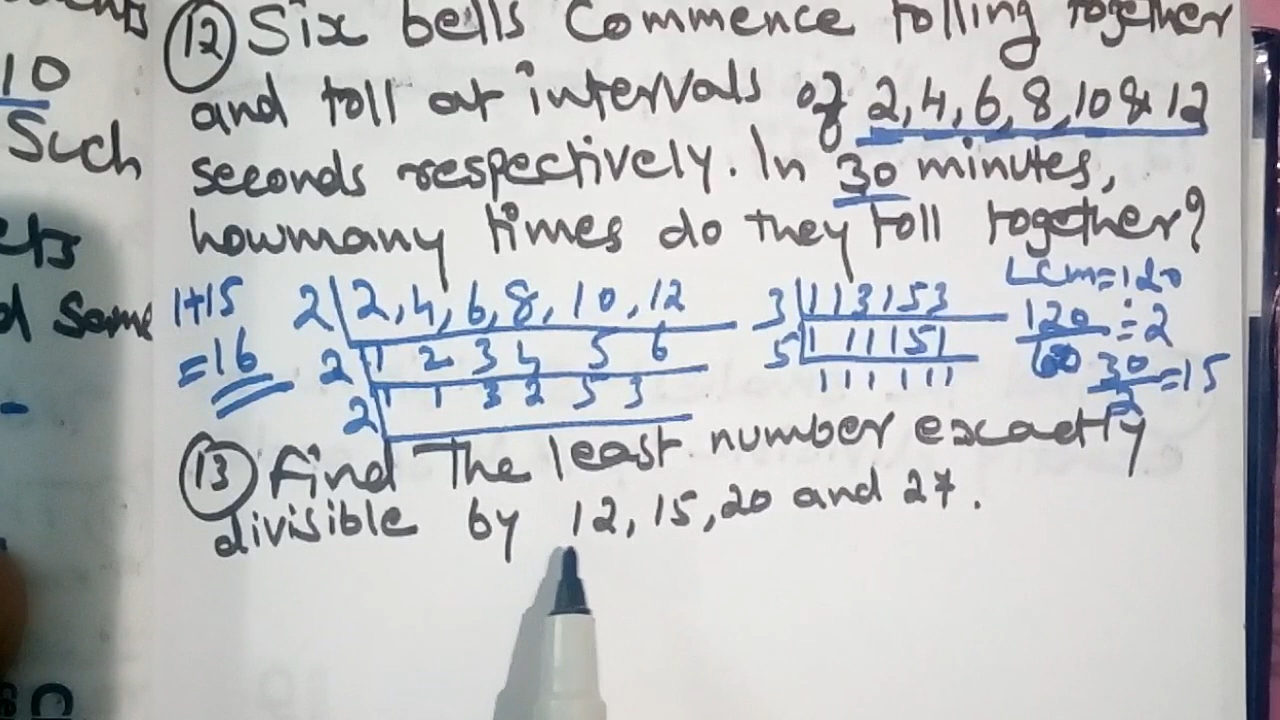 10
Such
Same
(12) Six bells Commence tolling together
and toll at intervals of 2, 4, 6, 8, 10 & 12
seconds respectively. In 30 minutes,
howmany times do they toll together?
1+15
=16
2 2, 4, 6, 8, 10, 12
2 1 2 3 4 5 6
2 1 1 3 2 5 3
3 1 1 3 1 5 3
5 1 1 1 1 5 1
1 1 1 1 1 1
LCM = 120
120/60 = 2
30/2 = 15
(13) Find The least number exactly
divisible by 12, 15, 20 and 27.